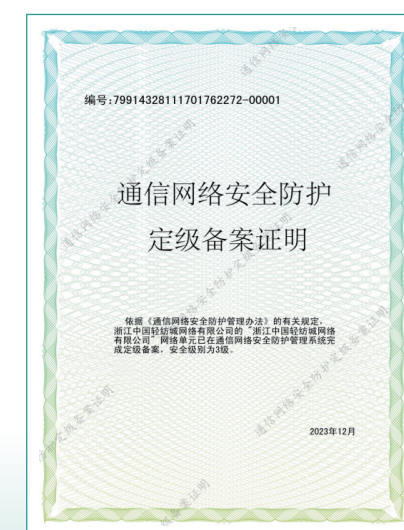 编号:79914328111701762272-00001
通信网络安全防护
定级备案证明
依据《通信网络安全防护管理办法》的有关规定,
浙江中国轻纺城网络有限公司的"浙江中国轻纺城网络
有限公司"网络单元已在通信网络安全防护管理系统完
成定级备案,安全级别为3级。
2023年12月